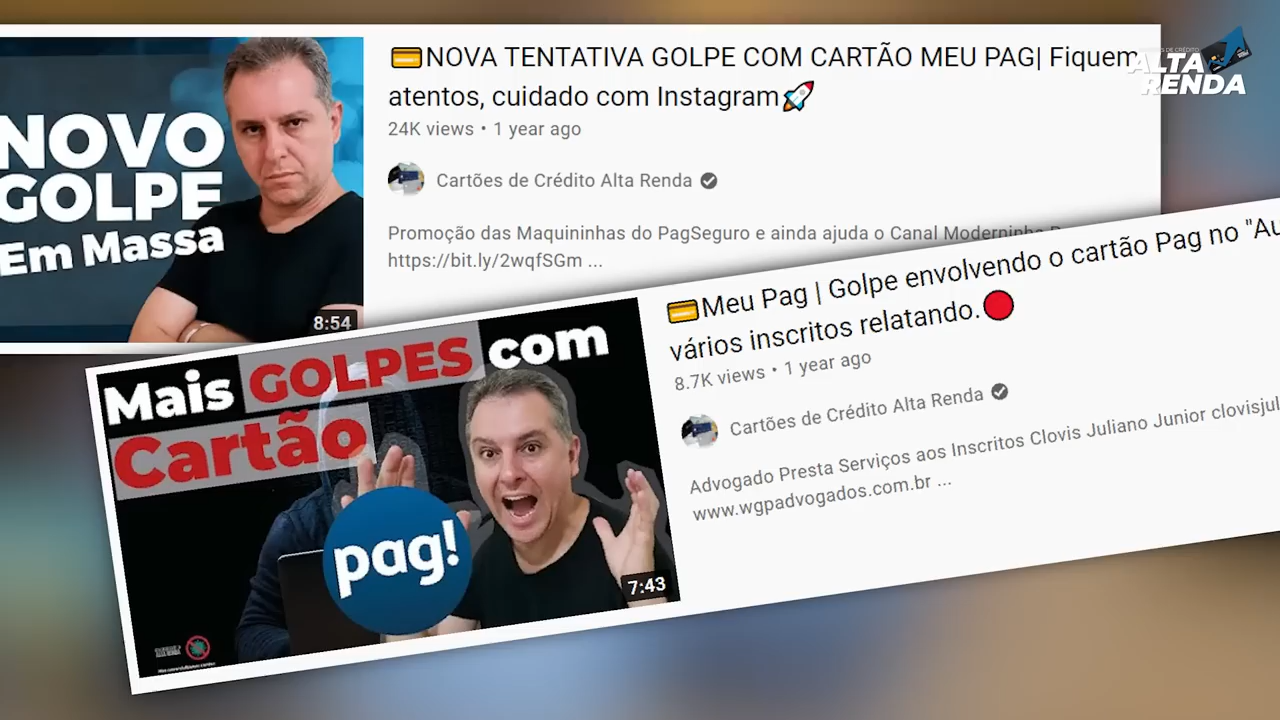 NOVA TENTATIVA GOLPE COM CARTÃO MEU PAG| Fiquem
atentos, cuidado com Instagram
24K views • 1 year ago
Cartões de Crédito Alta Renda
Promoção das Maquininhas do PagSeguro e ainda ajuda o Canal Moderninha
https://bit.ly/2wqfSGm ...
NOVO
GOLPE
Em Massa
8:54
ALTA
RENDA
Meu Pag | Golpe envolvendo o cartão Pag no "Au
vários inscritos relatando.
8.7K views • 1 year ago
Cartões de Crédito Alta Renda
Advogado Presta Serviços aos Inscritos Clovis Juliano Junior clovisjul
www.wgpadvogados.com.br ...
Mais GOLPES com
Cartão
pag!
7:43